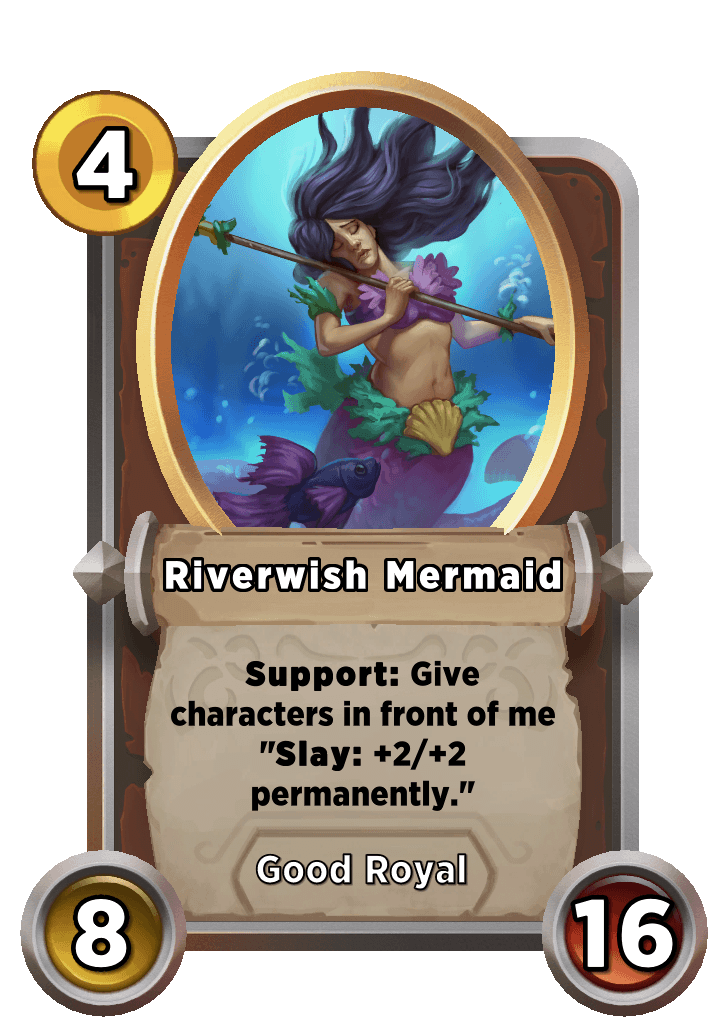 4
Riverwish Mermaid
Support: Give
characters in front of me
"Slay: +2/+2
permanently."
Good Royal
8
16